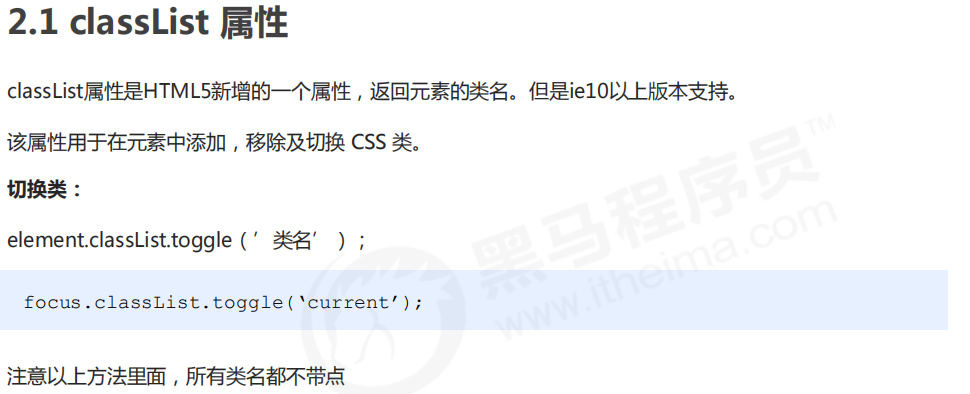 2.1 classList 属性
classList属性是HTML5新增的一个属性，返回元素的类名。但是ie10以上版本支持。
该属性用于在元素中添加，移除及切换 CSS 类。
切换类：
element.classList.toggle（’类名’）；
focus.classList.toggle(‘current’);
注意以上方法里面，所有类名都不带点
黑马程序员™
www.itheima.com